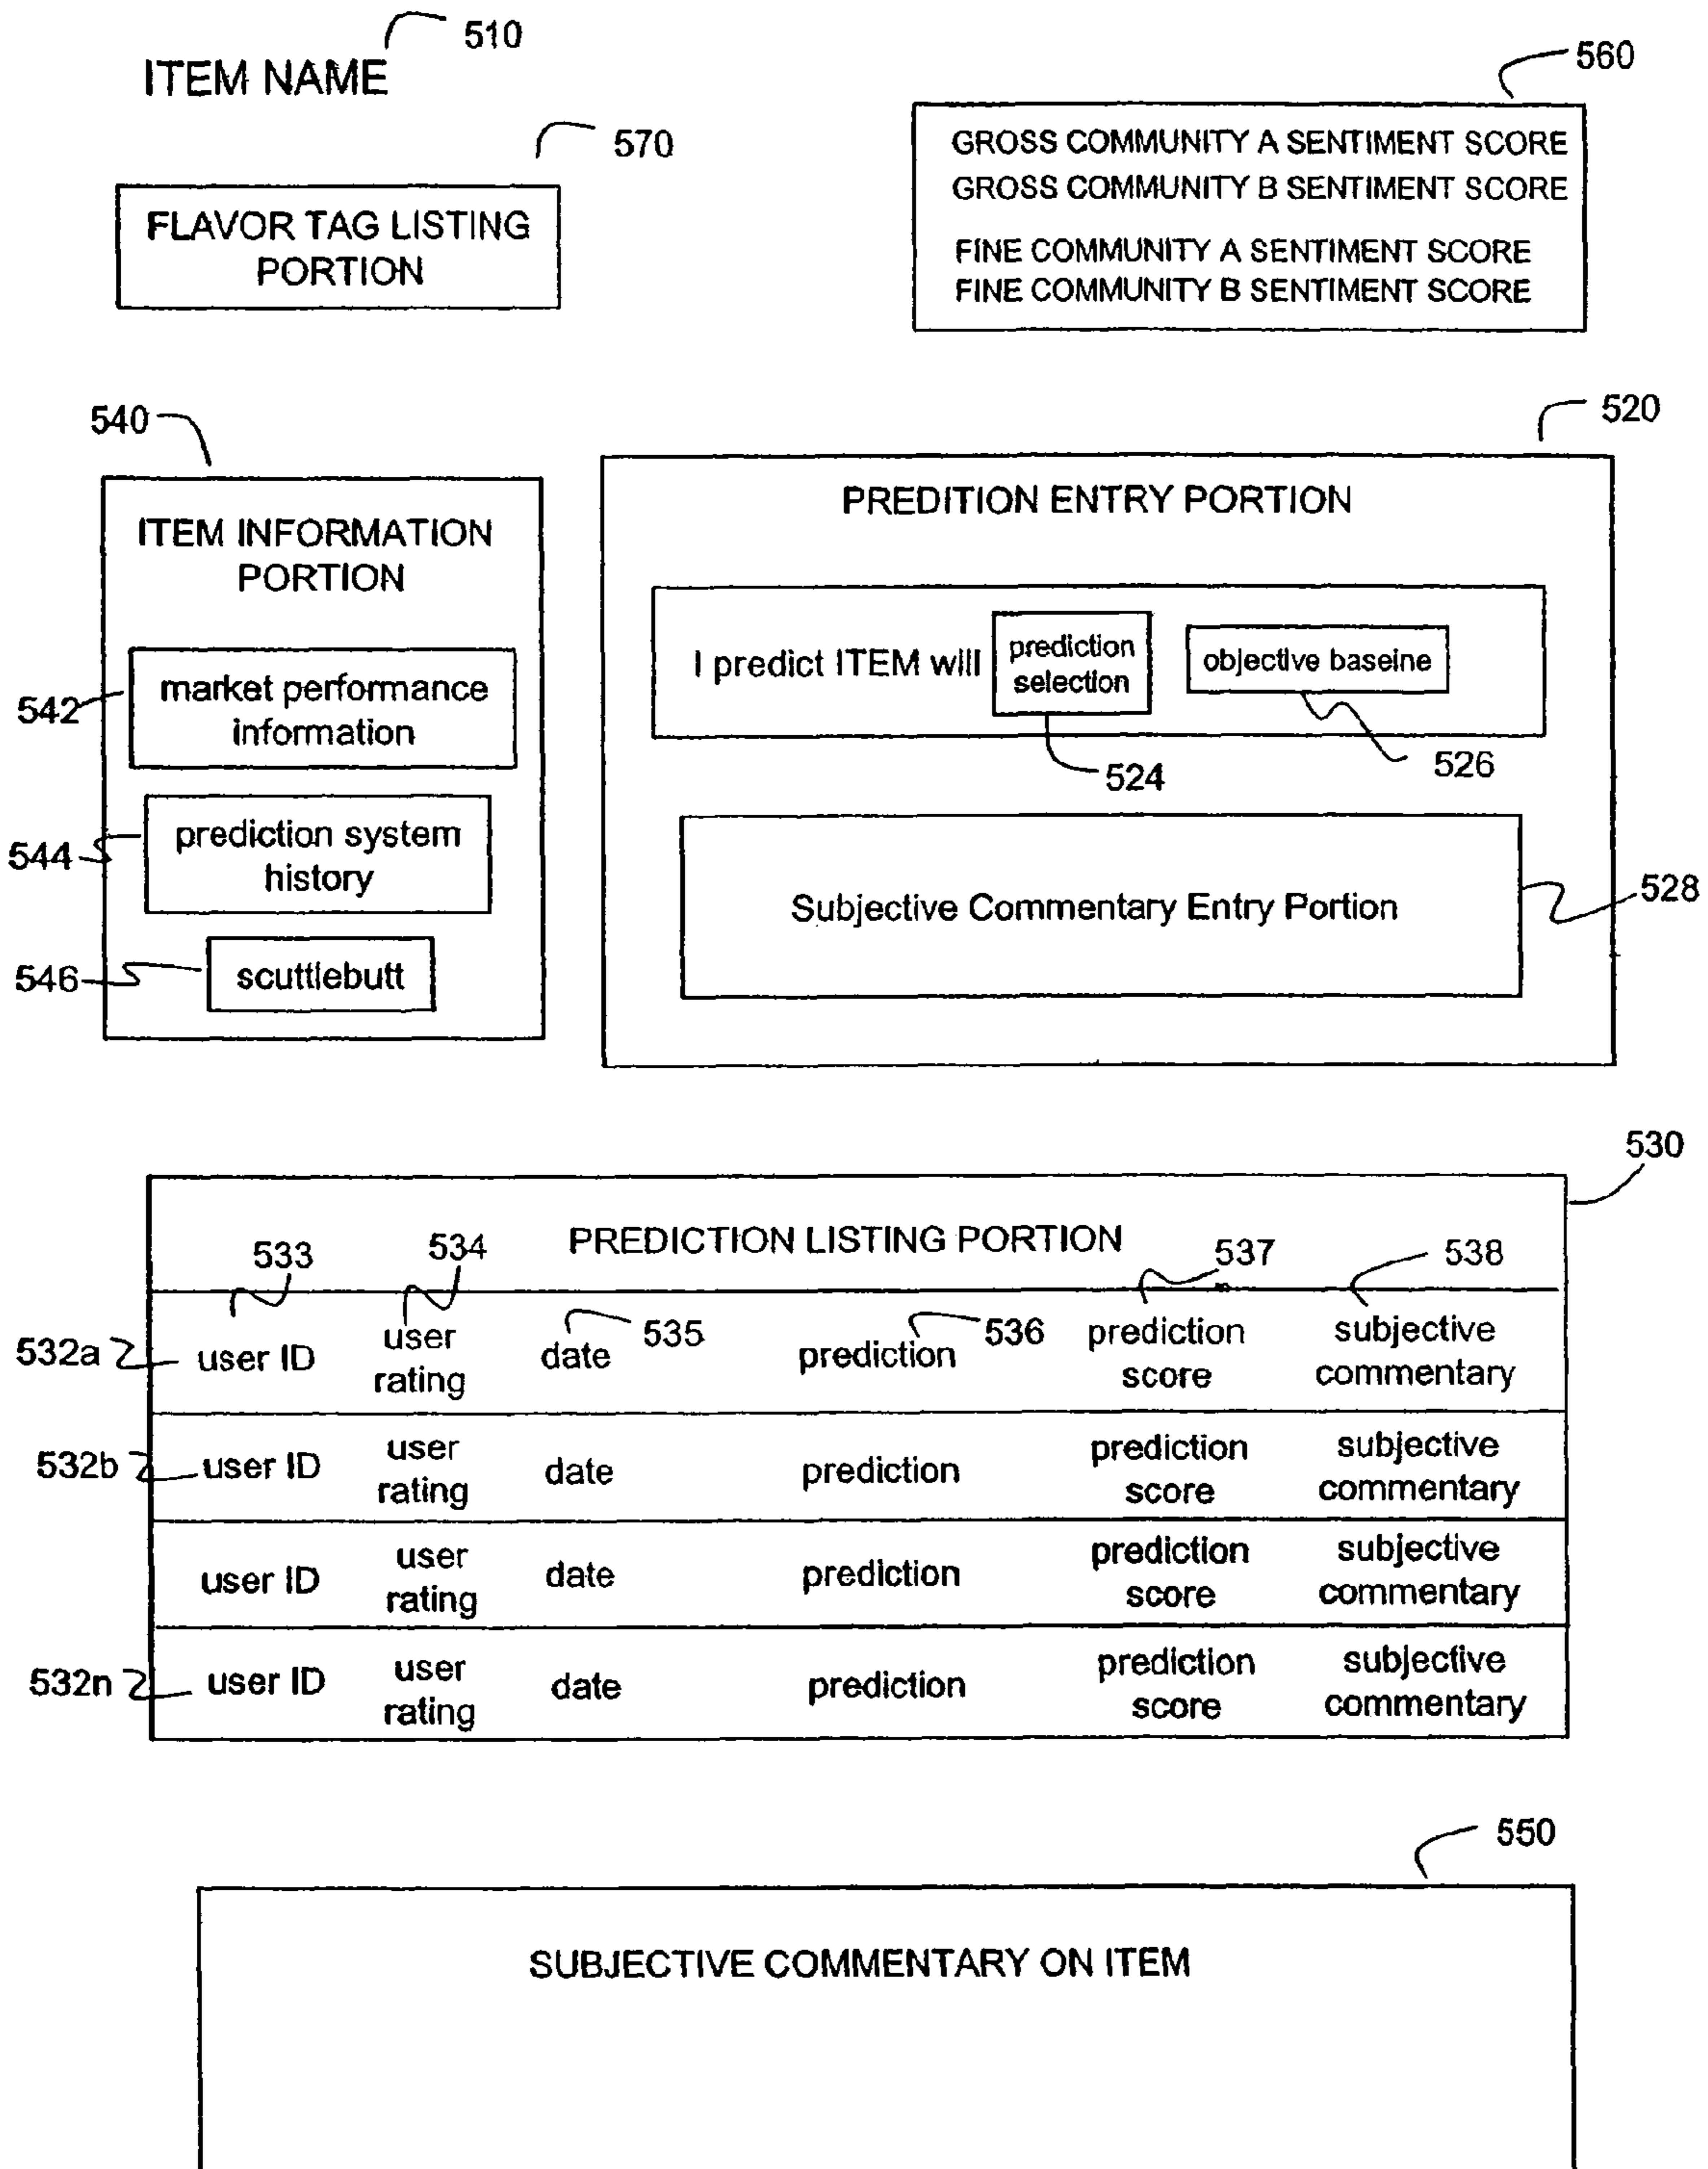 510
ITEM NAME
560
570
GROSS COMMUNITY A SENTIMENT SCORE
GROSS COMMUNITY B SENTIMENT SCORE
FINE COMMUNITY A SENTIMENT SCORE
FINE COMMUNITY B SENTIMENT SCORE
FLAVOR TAG LISTING
PORTION
540
520
ITEM INFORMATION
PORTION
542
market performance
information
544
prediction system
history
546
scuttlebutt
PREDITION ENTRY PORTION
I predict ITEM will
prediction
selection
objective baseine
524
526
Subjective Commentary Entry Portion
528
530
PREDICTION LISTING PORTION
533
534
537
538
532a
user ID
user
rating
date
535
prediction
536
prediction
score
subjective
commentary
532b
user ID
user
rating
date
prediction
prediction
score
subjective
commentary
user ID
user
rating
date
prediction
prediction
score
subjective
commentary
532n
user ID
user
rating
date
prediction
prediction
score
subjective
commentary
550
SUBJECTIVE COMMENTARY ON ITEM